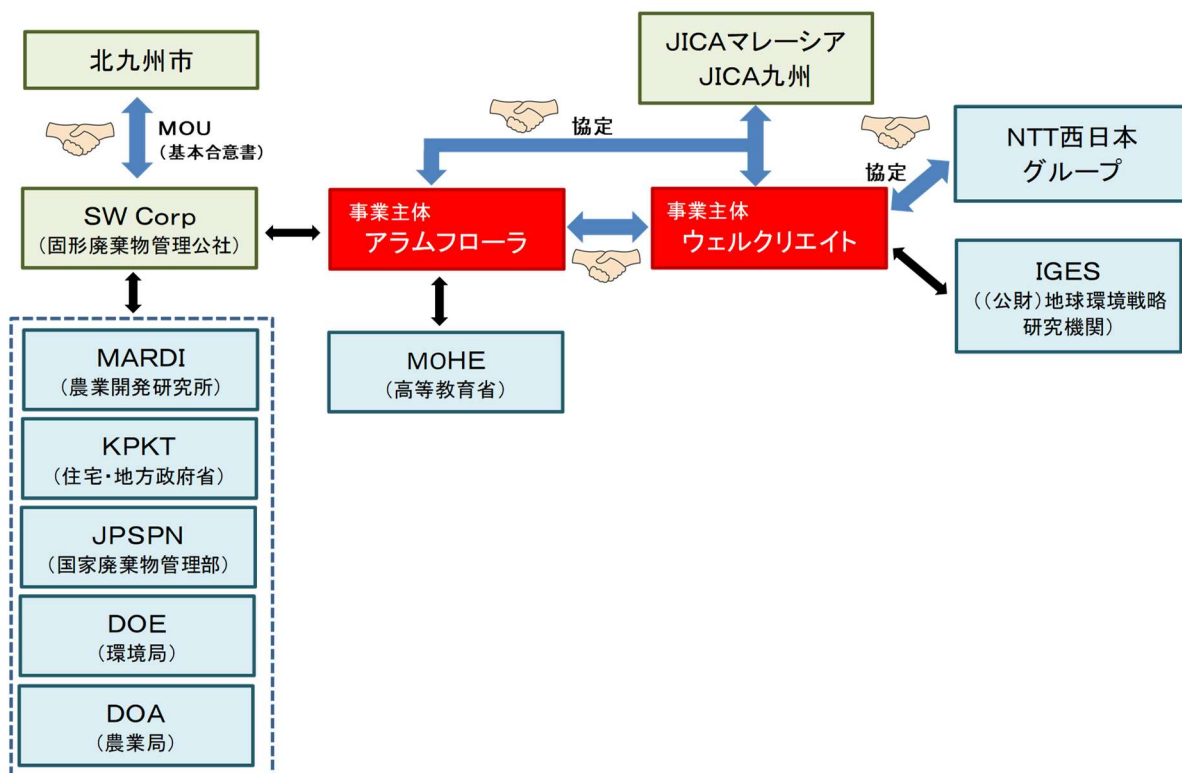 北九州市
MOU
(基本合意書)
SW Corp
(固形廃棄物管理公社)
JICAマレーシア
JICA九州
協定
協定
NTT西日本
グループ
事業主体
アラムフローラ
事業主体
ウェルクリエイト
IGES
((公財)地球環境戦略
研究機関)
MOHE
(高等教育省)
MARDI
(農業開発研究所)
KPKT
(住宅・地方政府省)
JPSPN
(国家廃棄物管理部)
DOE
(環境局)
DOA
(農業局)